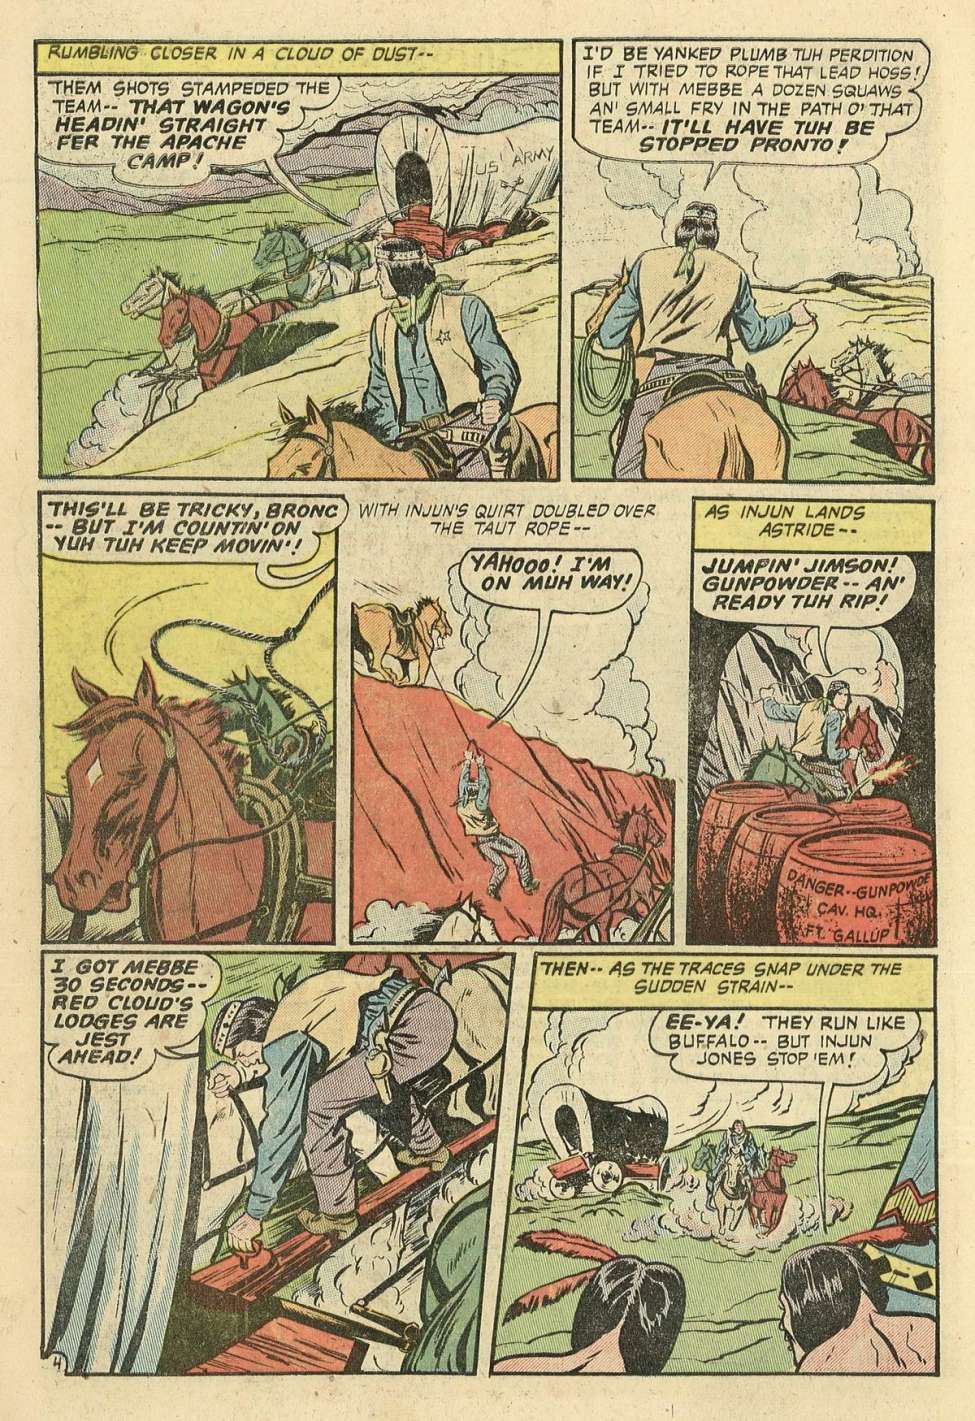 RUMBLING CLOSER IN A CLOUD OF DUST--
THEM SHOTS STAMPEDED THE
TEAM-- THAT WAGON'S
HEADIN' STRAIGHT
FER THE APACHE
CAMP!
US ARMY
I'D BE YANKED PLUMB TUH PERDITION
IF I TRIED TO ROPE THAT LEAD HOSS!
BUT WITH MEBBE A DOZEN SQUAWS
AN' SMALL FRY IN THE PATH O' THAT
TEAM-- IT'LL HAVE TUH BE
STOPPED PRONTO!
THIS'LL BE TRICKY, BRONC
-- BUT I'M COUNTIN' ON
YUH TUH KEEP MOVIN'!
WITH INJUN'S QUIRT DOUBLED OVER
THE TAUT ROPE--
YAHOOO! I'M
ON MUH WAY!
AS INJUN LANDS
ASTRIDE--
JUMPIN' JIMSON!
GUNPOWDER-- AN'
READY TUH RIP!
DANGER--GUNPOWDE
CAV. HQ.
FT. GALLUP
I GOT MEBBE
30 SECONDS--
RED CLOUD'S
LODGES ARE
JEST
AHEAD!
4
THEN-- AS THE TRACES SNAP UNDER THE
SUDDEN STRAIN--
EE-YA! THEY RUN LIKE
BUFFALO-- BUT INJUN
JONES STOP 'EM!